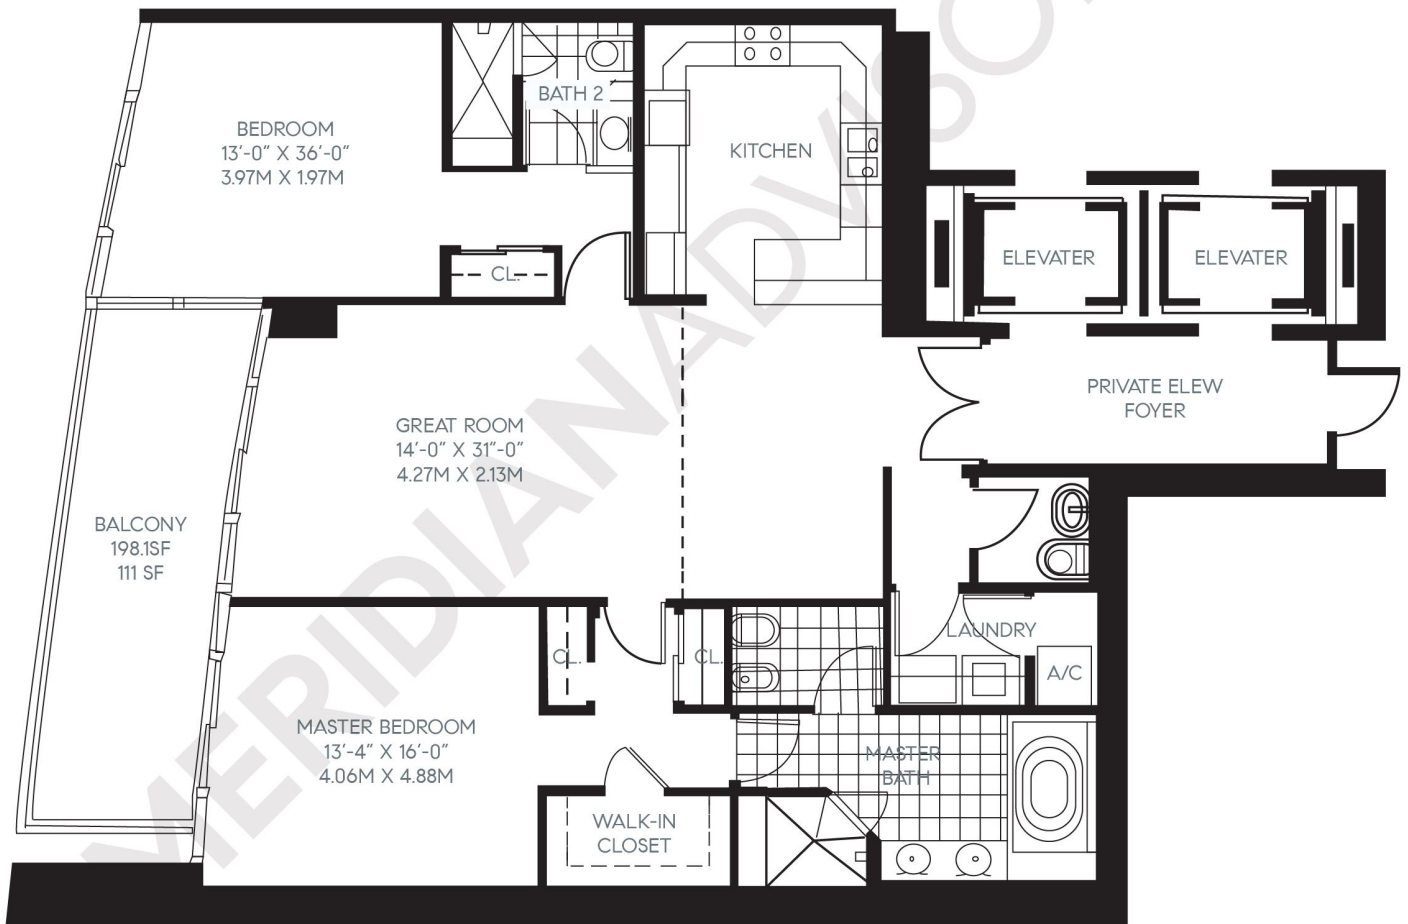 BEDROOM
13'-0" X 36'-0"
3.97M X 1.97M
BATH 2
KITCHEN
CL.
ELEVATER
ELEVATER
PRIVATE ELEW
FOYER
GREAT ROOM
14'-0" X 31"-0"
4.27M X 2.13M
BALCONY
198.1SF
111 SF
LAUNDRY
A/C
CL.
CL.
MASTER BEDROOM
13'-4" X 16'-0"
4.06M X 4.88M
MASTER
BATH
WALK-IN
CLOSET
MERIDIAN ADVISO